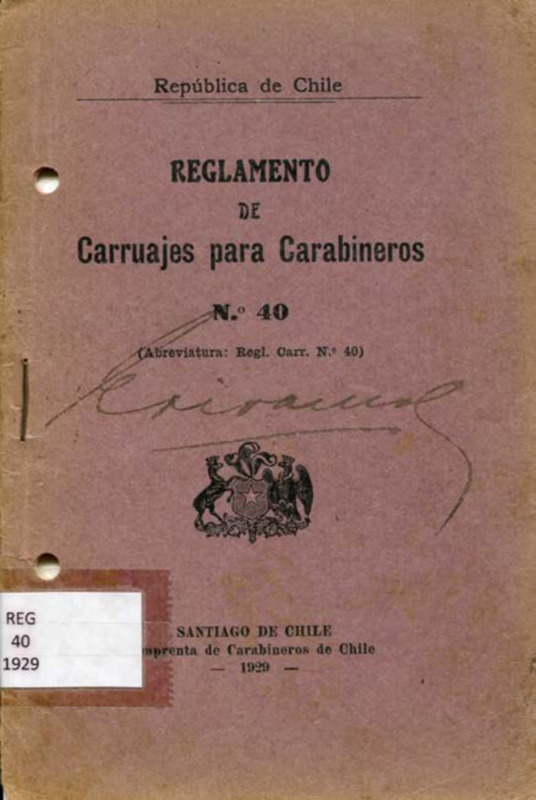 República de Chile
REGLAMENTO
DE
Carruajes para Carabineros
N.º 40
(Abreviatura: Regl. Carr. N.º 40)
REG
40
1929
SANTIAGO DE CHILE
mprenta de Carabineros de Chile
— 1929 —